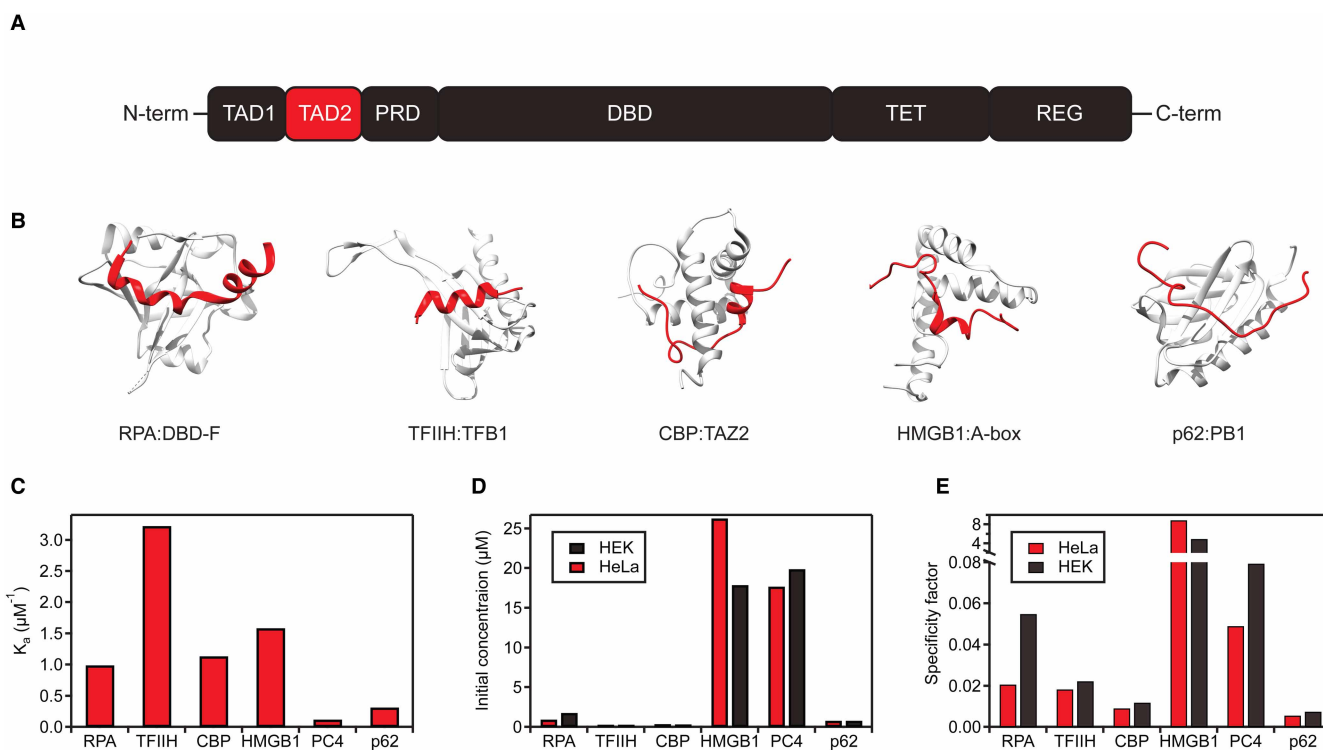 A
N-term
TAD1
TAD2
PRD
DBD
TET
REG
C-term
B
RPA:DBD-F
TFIIH:TFB1
CBP:TAZ2
HMGB1:A-box
p62:PB1
C
Ka (μM-1)
3.0
2.5
2.0
1.5
1.0
0.5
0.0
RPA TFIIH CBP HMGB1 PC4 p62
D
Initial concentraion (μM)
25
20
15
10
5
0
HEK
HeLa
RPA TFIIH CBP HMGB1 PC4 p62
E
Specificity factor
8
4
0.08
0.06
0.04
0.02
0.00
HeLa
HEK
RPA TFIIH CBP HMGB1 PC4 p62